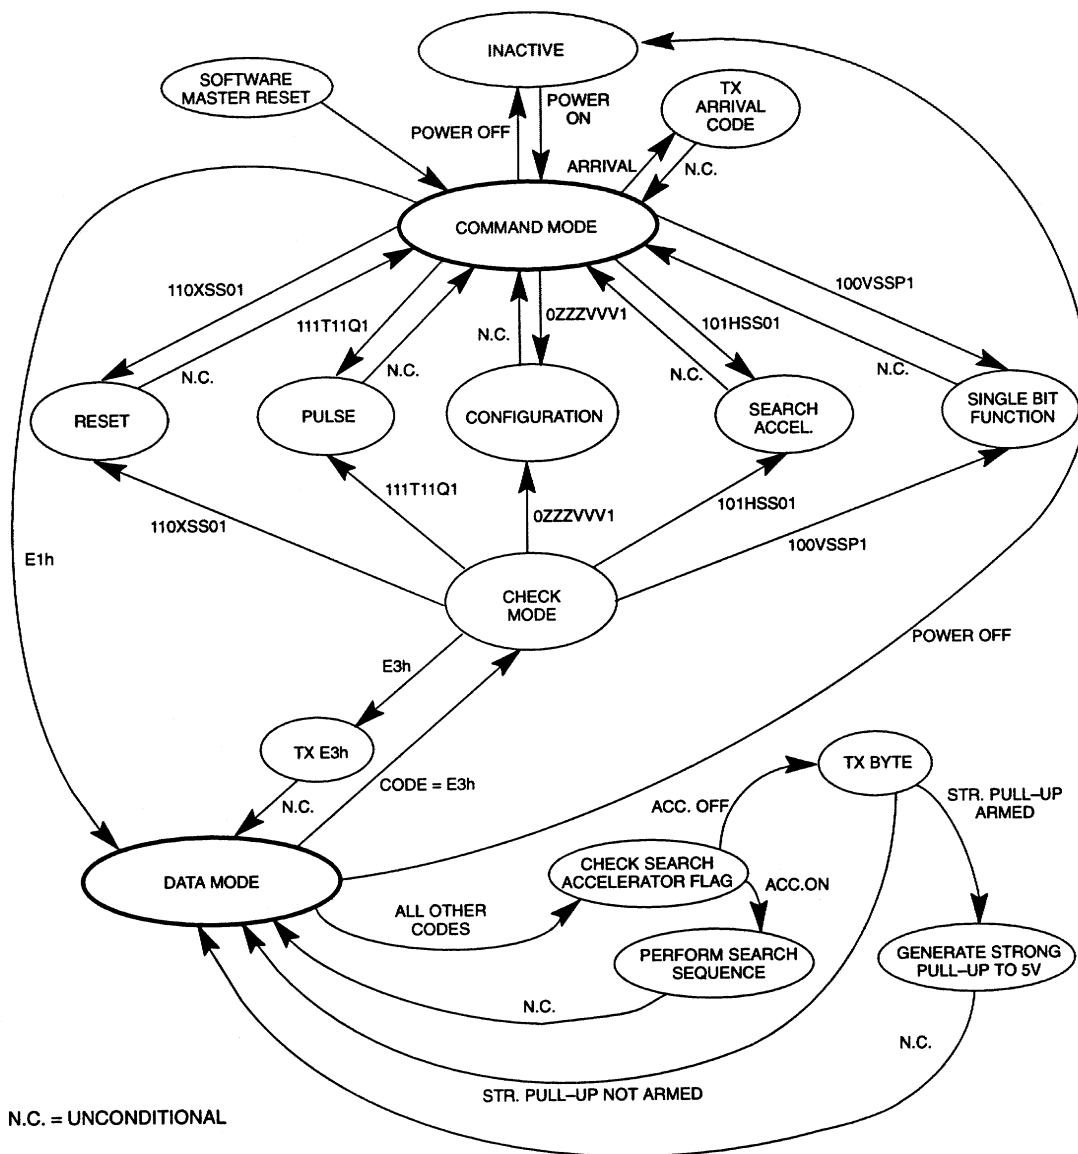 INACTIVE
SOFTWARE
MASTER RESET
TX
ARRIVAL
CODE
POWER
ON
POWER OFF
ARRIVAL
N.C.
COMMAND MODE
110XSS01
111T11Q1
N.C.
0ZZZVVV1
101HSS01
100VSSP1
N.C.
N.C.
N.C.
N.C.
RESET
PULSE
CONFIGURATION
SEARCH
ACCEL.
SINGLE BIT
FUNCTION
110XSS01
111T11Q1
0ZZZVVV1
101HSS01
100VSSP1
E1h
CHECK
MODE
POWER OFF
E3h
TX E3h
CODE = E3h
N.C.
TX BYTE
ACC. OFF
STR. PULL–UP
ARMED
DATA MODE
CHECK SEARCH
ACCELERATOR FLAG
ACC.ON
ALL OTHER
CODES
PERFORM SEARCH
SEQUENCE
GENERATE STRONG
PULL–UP TO 5V
N.C.
N.C.
STR. PULL–UP NOT ARMED
N.C. = UNCONDITIONAL